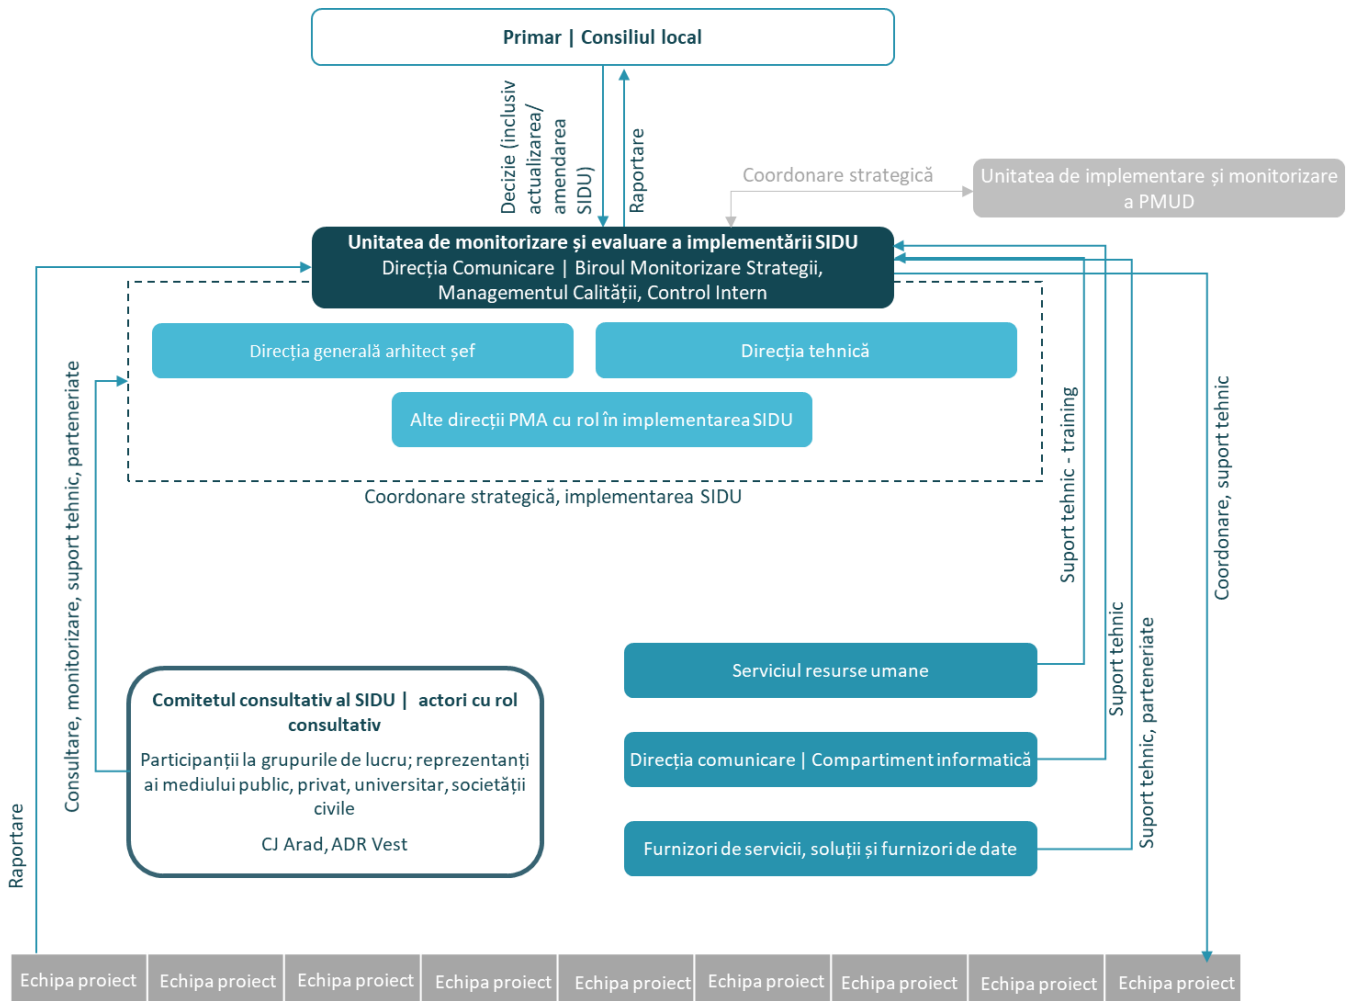 Primar | Consiliul local
Decizie (inclusiv
actualizarea/
amendarea
SIDU)
Raportare
Coordonare strategică
Unitatea de implementare și monitorizare
a PMUD
Unitatea de monitorizare și evaluare a implementării SIDU
Direcția Comunicare | Biroul Monitorizare Strategii,
Managementul Calității, Control Intern
Direcția generală arhitect șef
Direcția tehnică
Alte direcții PMA cu rol în implementarea SIDU
Coordonare strategică, implementarea SIDU
Consultare, monitorizare, suport tehnic, parteneriate
Raportare
Suport tehnic - training
Suport tehnic
Suport tehnic, parteneriate
Coordonare, suport tehnic
Comitetul consultativ al SIDU | actori cu rol
consultativ
Participanții la grupurile de lucru; reprezentanți
ai mediului public, privat, universitar, societății
civile
CJ Arad, ADR Vest
Serviciul resurse umane
Direcția comunicare | Compartiment informatică
Furnizori de servicii, soluții și furnizori de date
Echipa proiect
Echipa proiect
Echipa proiect
Echipa proiect
Echipa proiect
Echipa proiect
Echipa proiect
Echipa proiect
Echipa proiect